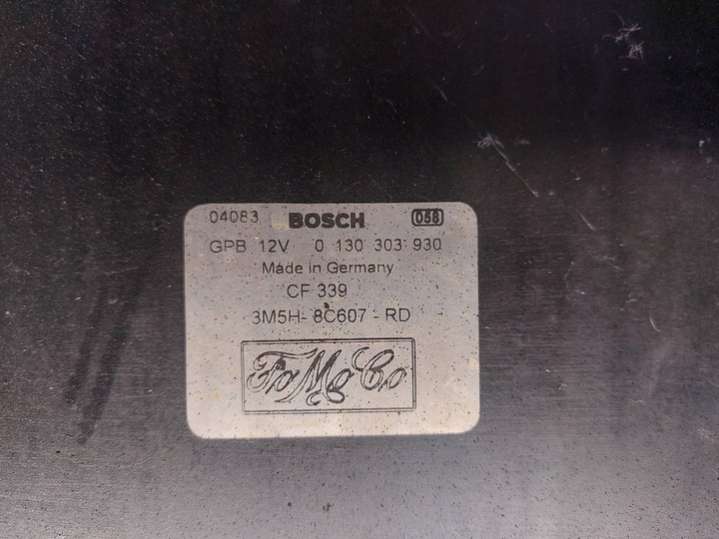 04083 BOSCH 058
GPB 12V 0 130 303 930
Made in Germany
CF 339
3M5H-8C607-RD
FoMoCo